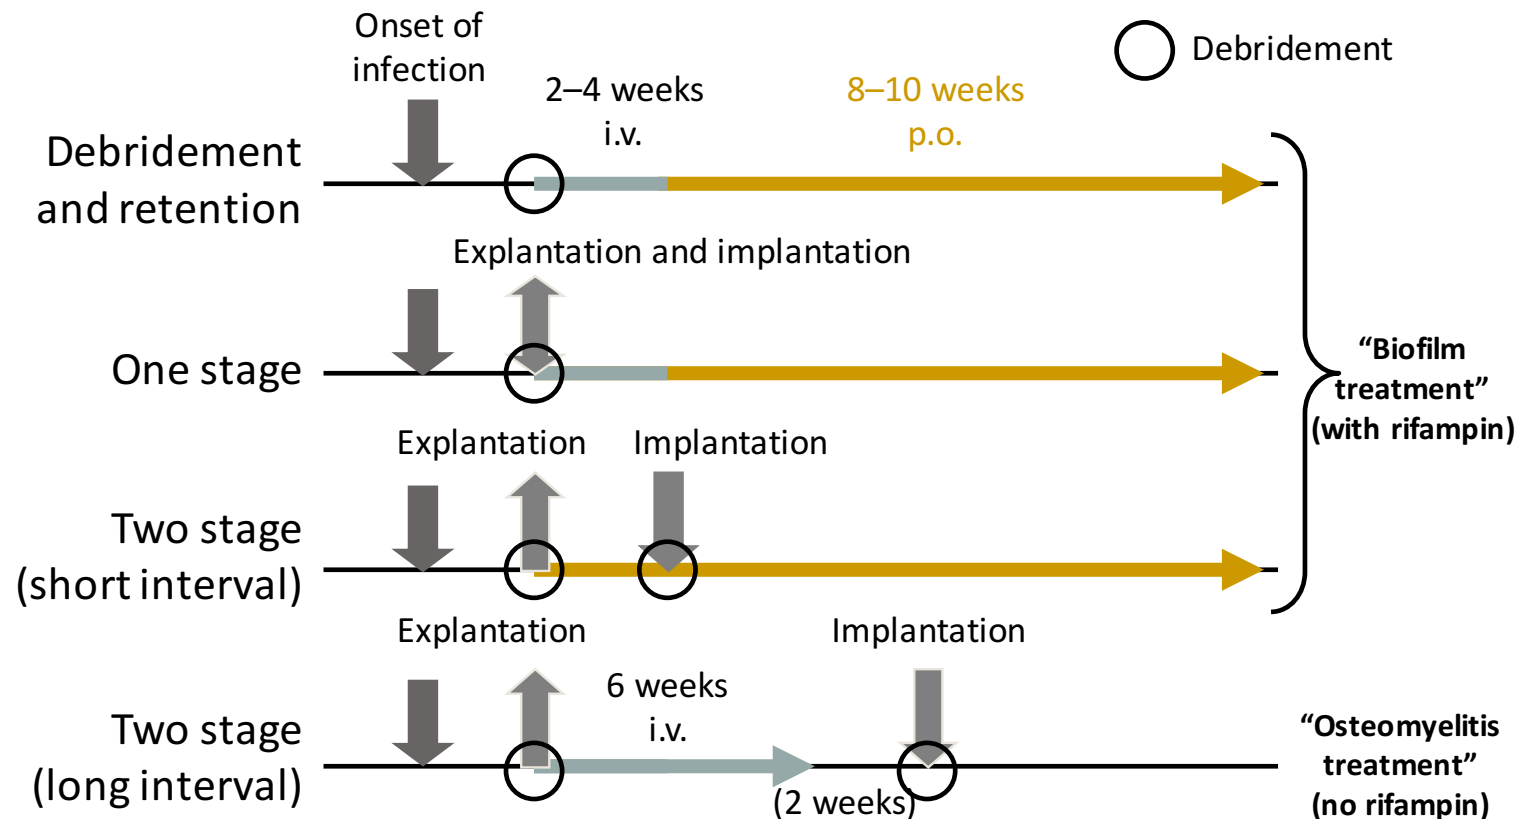 Onset of
infection
Debridement
2–4 weeks
i.v.
8–10 weeks
p.o.
Debridement
and retention
Explantation and implantation
One stage
“Biofilm
treatment”
(with rifampin)
Explantation
Implantation
Two stage
(short interval)
Explantation
Implantation
6 weeks
i.v.
Two stage
(long interval)
(2 weeks)
“Osteomyelitis
treatment”
(no rifampin)